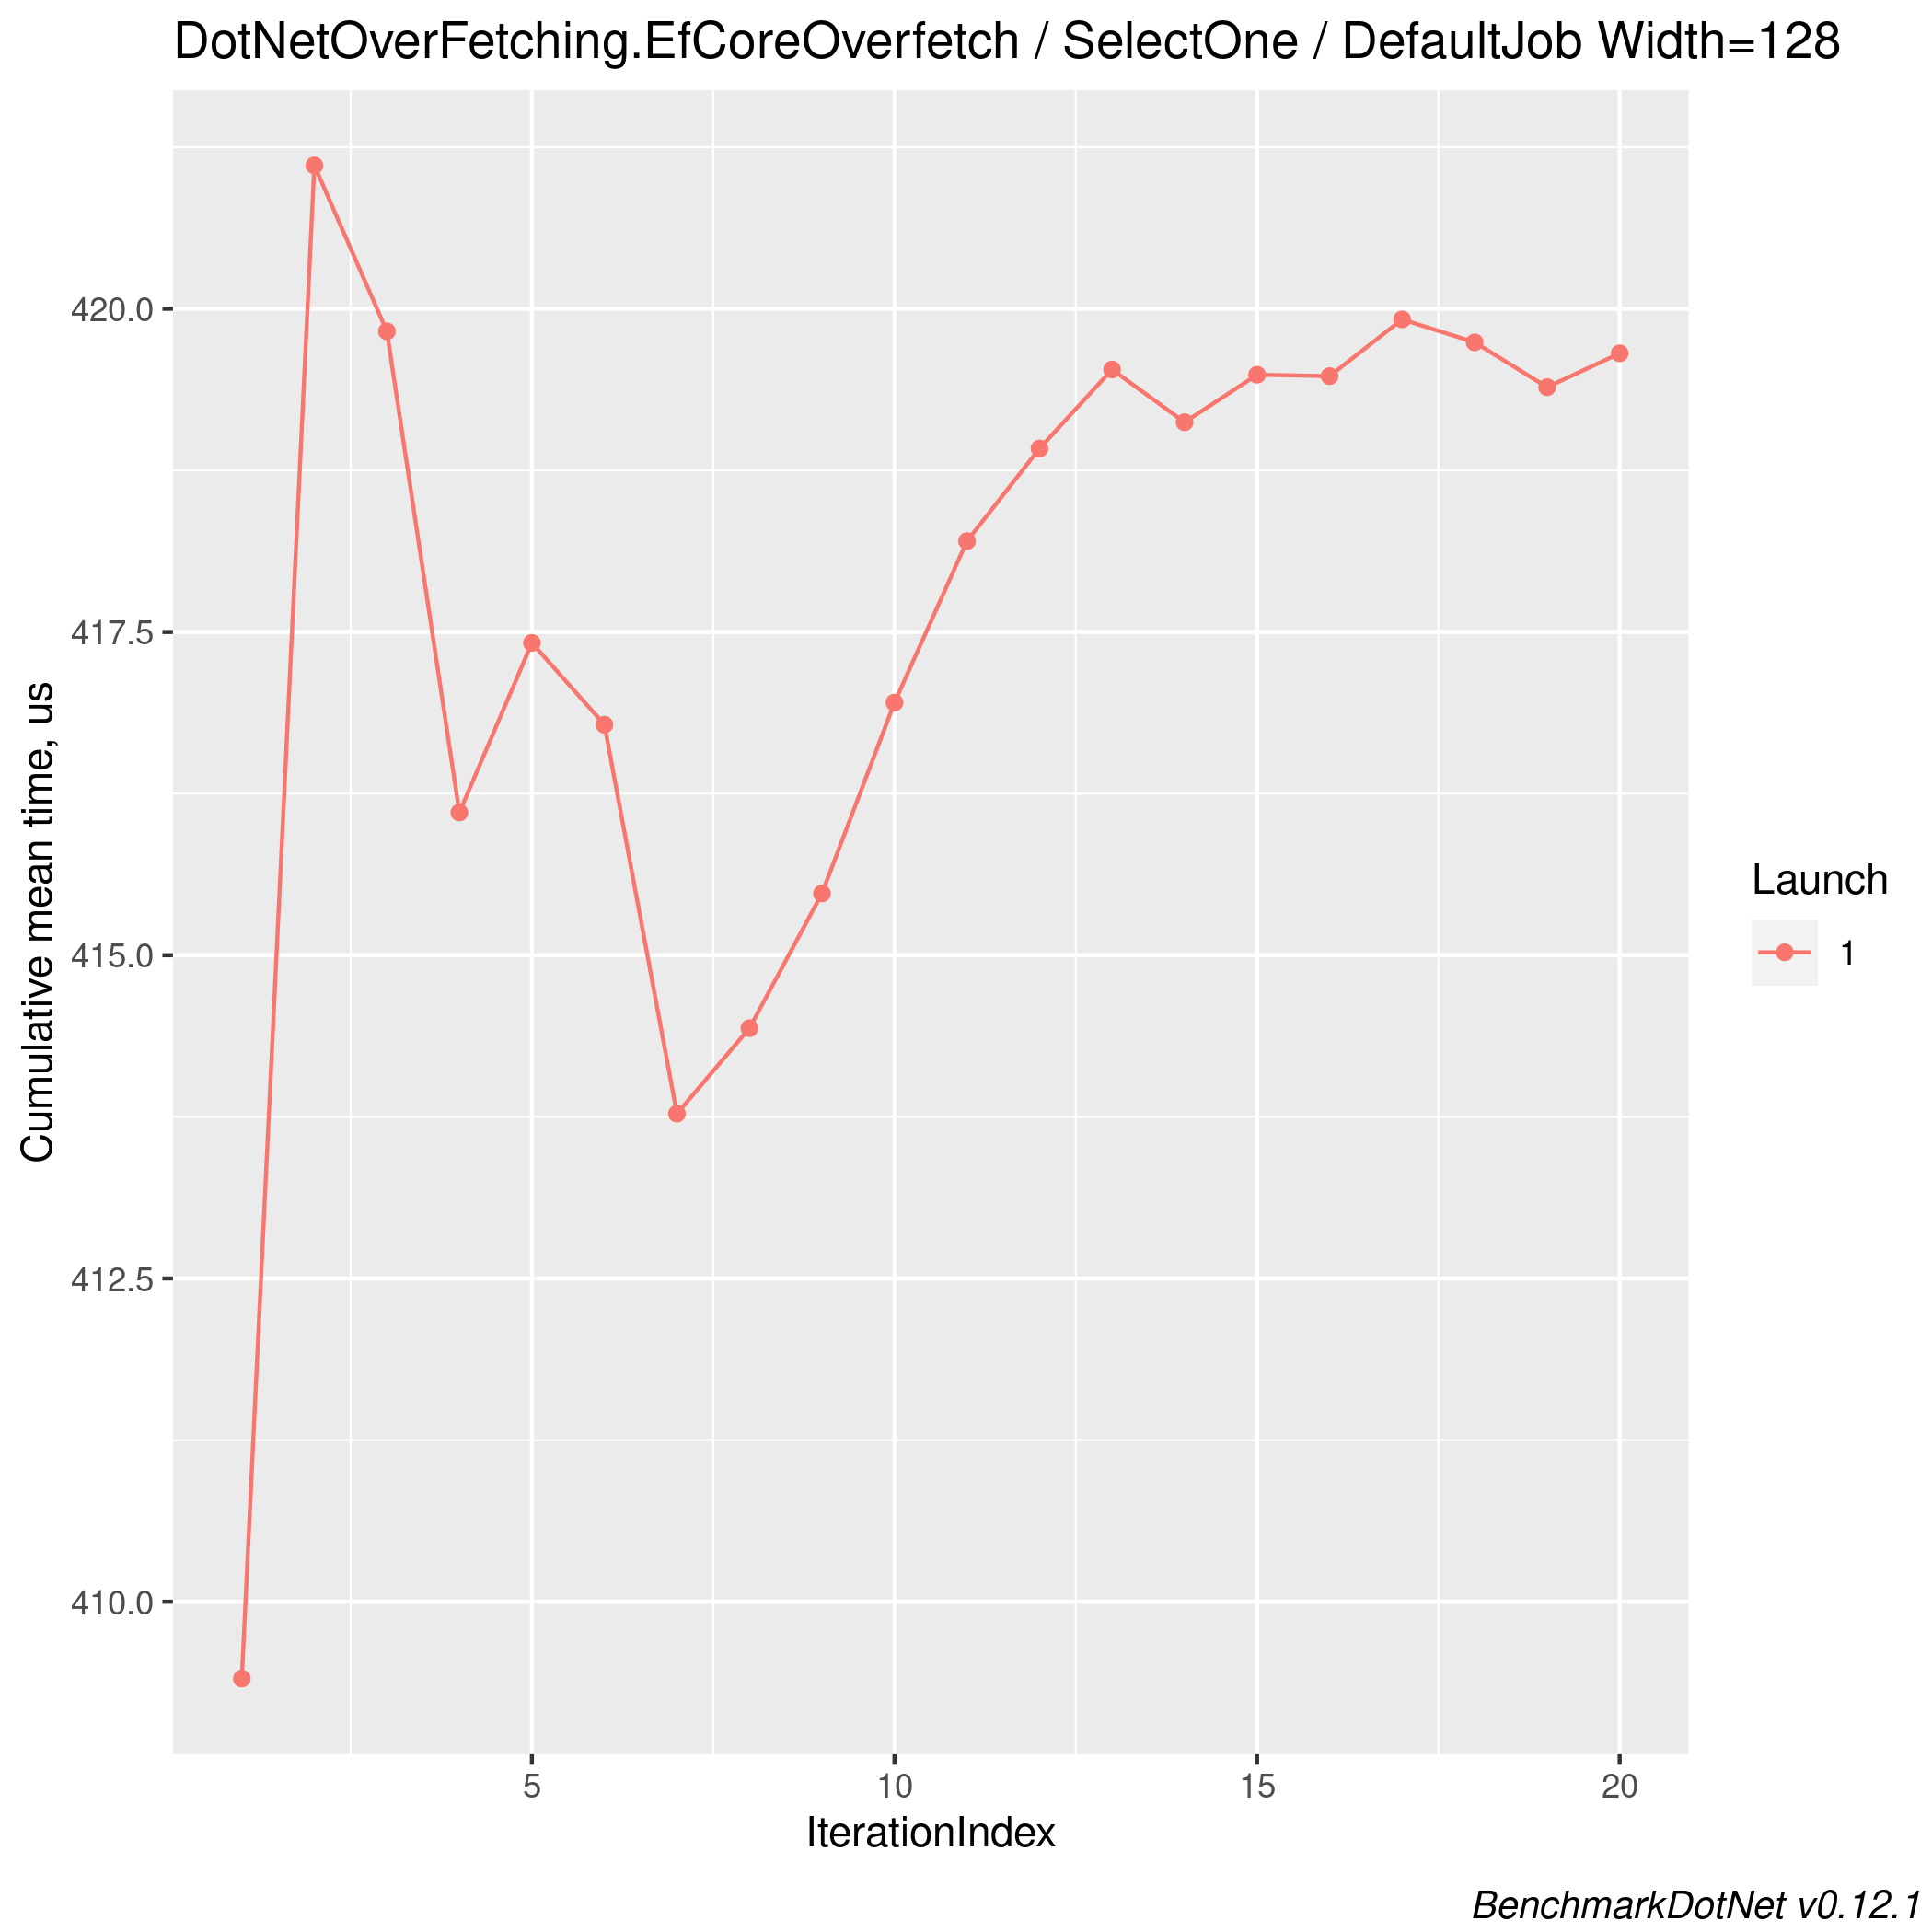 DotNetOverFetching.EfCoreOverfetch / SelectOne / DefaultJob Width=128
Cumulative mean time, us
420.0
417.5
415.0
412.5
410.0
5 10 15 20
IterationIndex
Launch
1
BenchmarkDotNet v0.12.1